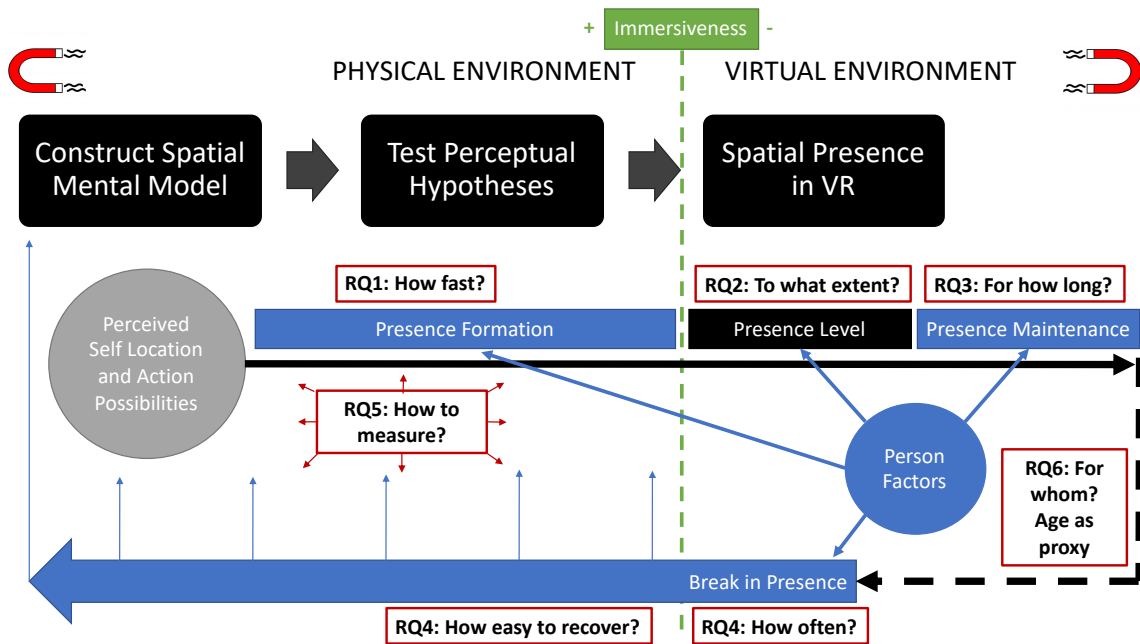 + Immersiveness -
PHYSICAL ENVIRONMENT
VIRTUAL ENVIRONMENT
Construct Spatial
Mental Model
Test Perceptual
Hypotheses
Spatial Presence
in VR
RQ1: How fast?
RQ2: To what extent?
RQ3: For how long?
Perceived
Self Location
and Action
Possibilities
Presence Formation
Presence Level
Presence Maintenance
RQ5: How to
measure?
Person
Factors
RQ6: For
whom?
Age as
proxy
Break in Presence
RQ4: How easy to recover?
RQ4: How often?